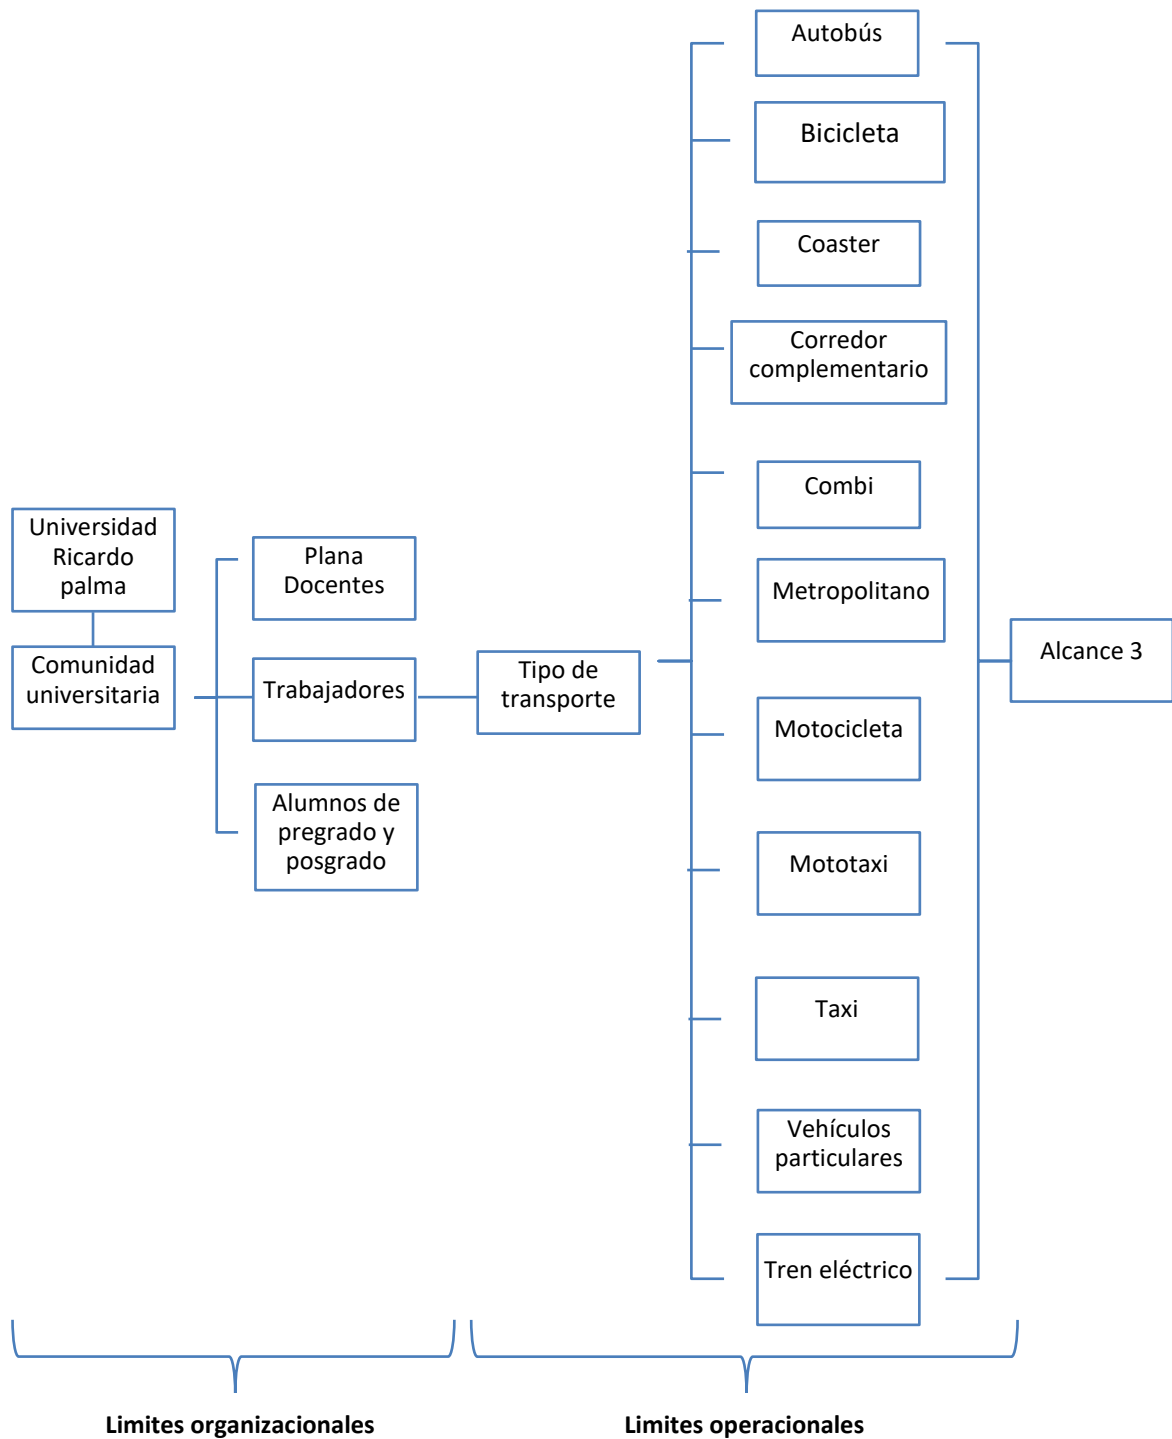 Universidad
Ricardo
palma
Comunidad
universitaria
Plana
Docentes
Trabajadores
Alumnos de
pregrado y
posgrado
Tipo de
transporte
Autobús
Bicicleta
Coaster
Corredor
complementario
Combi
Metropolitano
Motocicleta
Mototaxi
Taxi
Vehículos
particulares
Tren eléctrico
Alcance 3
Limites organizacionales
Limites operacionales